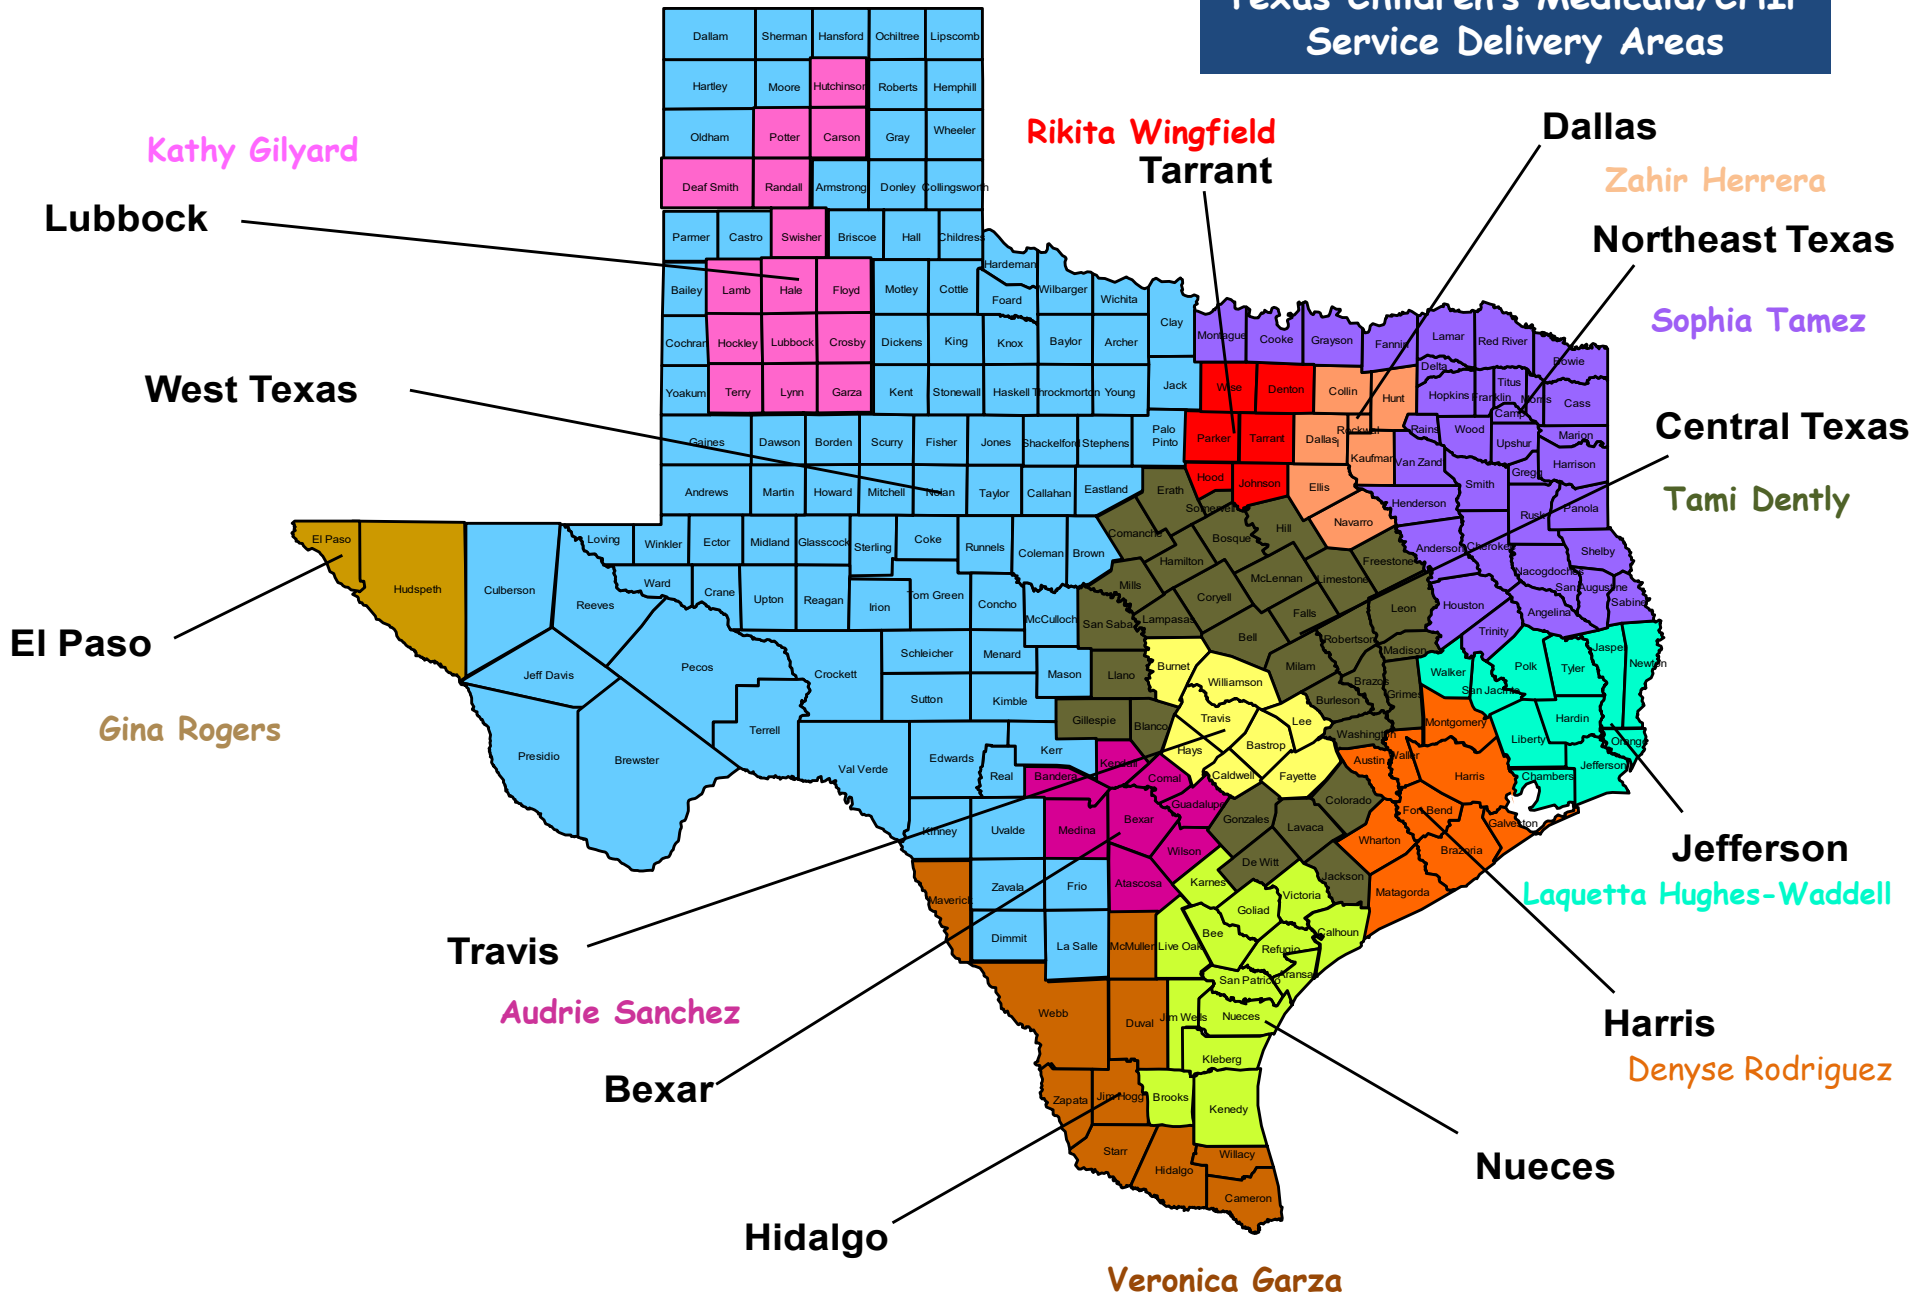 Texas Children's Medicaid/CHIP
Service Delivery Areas
Kathy Gilyard
Lubbock
West Texas
El Paso
Gina Rogers
Rikita Wingfield
Tarrant
Dallas
Zahir Herrera
Northeast Texas
Sophia Tamez
Central Texas
Tami Dently
Jefferson
Laquetta Hughes-Waddell
Harris
Denyse Rodriguez
Nueces
Travis
Audrie Sanchez
Bexar
Hidalgo
Veronica Garza
Dallam Sherman Hansford Ochiltree Lipscomb
Hartley Moore Hutchinson Roberts Hemphill
Oldham Potter Carson Gray Wheeler
Deaf Smith Randall Armstrong Donley Collingsworth
Parmer Castro Swisher Briscoe Hall Childress
Hardeman
Bailey Lamb Hale Floyd Motley Cottle Foard Wilbarger Wichita
Clay Montague Cooke Grayson Fannin Lamar Red River Bowie
Cochran Hockley Lubbock Crosby Dickens King Knox Baylor Archer
Delta Titus
Yoakum Terry Lynn Garza Kent Stonewall Haskell Throckmorton Young Jack Wise Denton Collin Hunt Hopkins Franklin Morris Cass
Camp
Gaines Dawson Borden Scurry Fisher Jones Shackelford Stephens Palo
Pinto Parker Tarrant Dallas Rockwall Rains Wood Upshur Marion
Kaufman Van Zand Gregg Harrison
Andrews Martin Howard Mitchell Nolan Taylor Callahan Eastland Erath Hood Johnson Ellis Henderson Smith
Somervell Navarro Rusk Panola
El Paso Hudspeth Culberson Loving Winkler Ector Midland Glasscock Sterling Coke Runnels Coleman Brown Comanche Bosque Hill Anderson Cherokee Shelby
Hamilton Freestone
Reeves Ward Crane Upton Reagan Irion Tom Green Concho Mills Coryell McLennan Limestone Nacogdoches San Augustine Sabine
McCulloch San Saba Lampasas Falls Leon Houston Angelina
Bell Robertson Trinity
Jeff Davis Pecos Crockett Schleicher Menard Mason Llano Burnet Milam Madison Walker Polk Tyler Jasper Newton
Williamson Brazos Grimes San Jacinto
Sutton Kimble Burleson
Gillespie Blanco Travis Lee Washington Montgomery Hardin
Presidio Brewster Terrell Val Verde Edwards Real Kerr Hays Bastrop Austin Waller Liberty Orange
Bandera Kendall Comal Caldwell Fayette Harris Chambers Jefferson
Kinney Uvalde Medina Bexar Guadalupe Gonzales Lavaca Colorado Fort Bend Galveston
Wilson Wharton Brazoria
Maverick Zavala Frio Atascosa Karnes De Witt Jackson Matagorda
Victoria Goliad
Dimmit La Salle McMullen Live Oak Bee Refugio Calhoun
San Patricio Aransas
Webb Duval Jim Wells Nueces
Kleberg
Zapata Jim Hogg Brooks Kenedy
Starr Hidalgo Willacy
Cameron